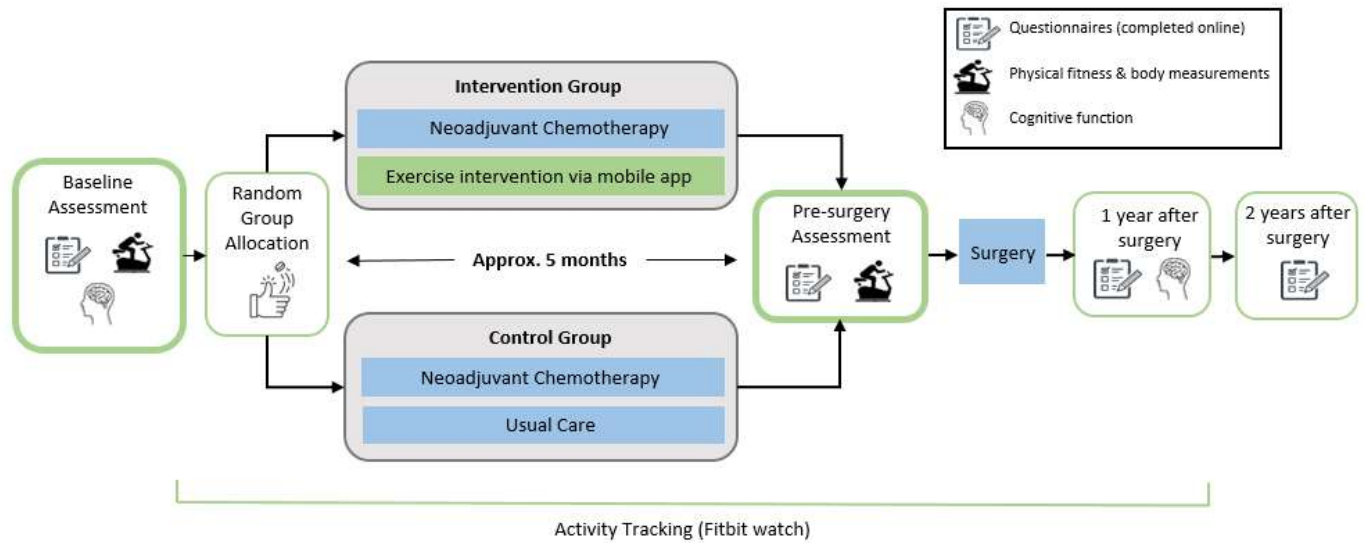 Questionnaires (completed online)
Physical fitness & body measurements
Cognitive function
Baseline
Assessment
Random
Group
Allocation
Intervention Group
Neoadjuvant Chemotherapy
Exercise intervention via mobile app
Approx. 5 months
Control Group
Neoadjuvant Chemotherapy
Usual Care
Pre-surgery
Assessment
Surgery
1 year after
surgery
2 years after
surgery
Activity Tracking (Fitbit watch)